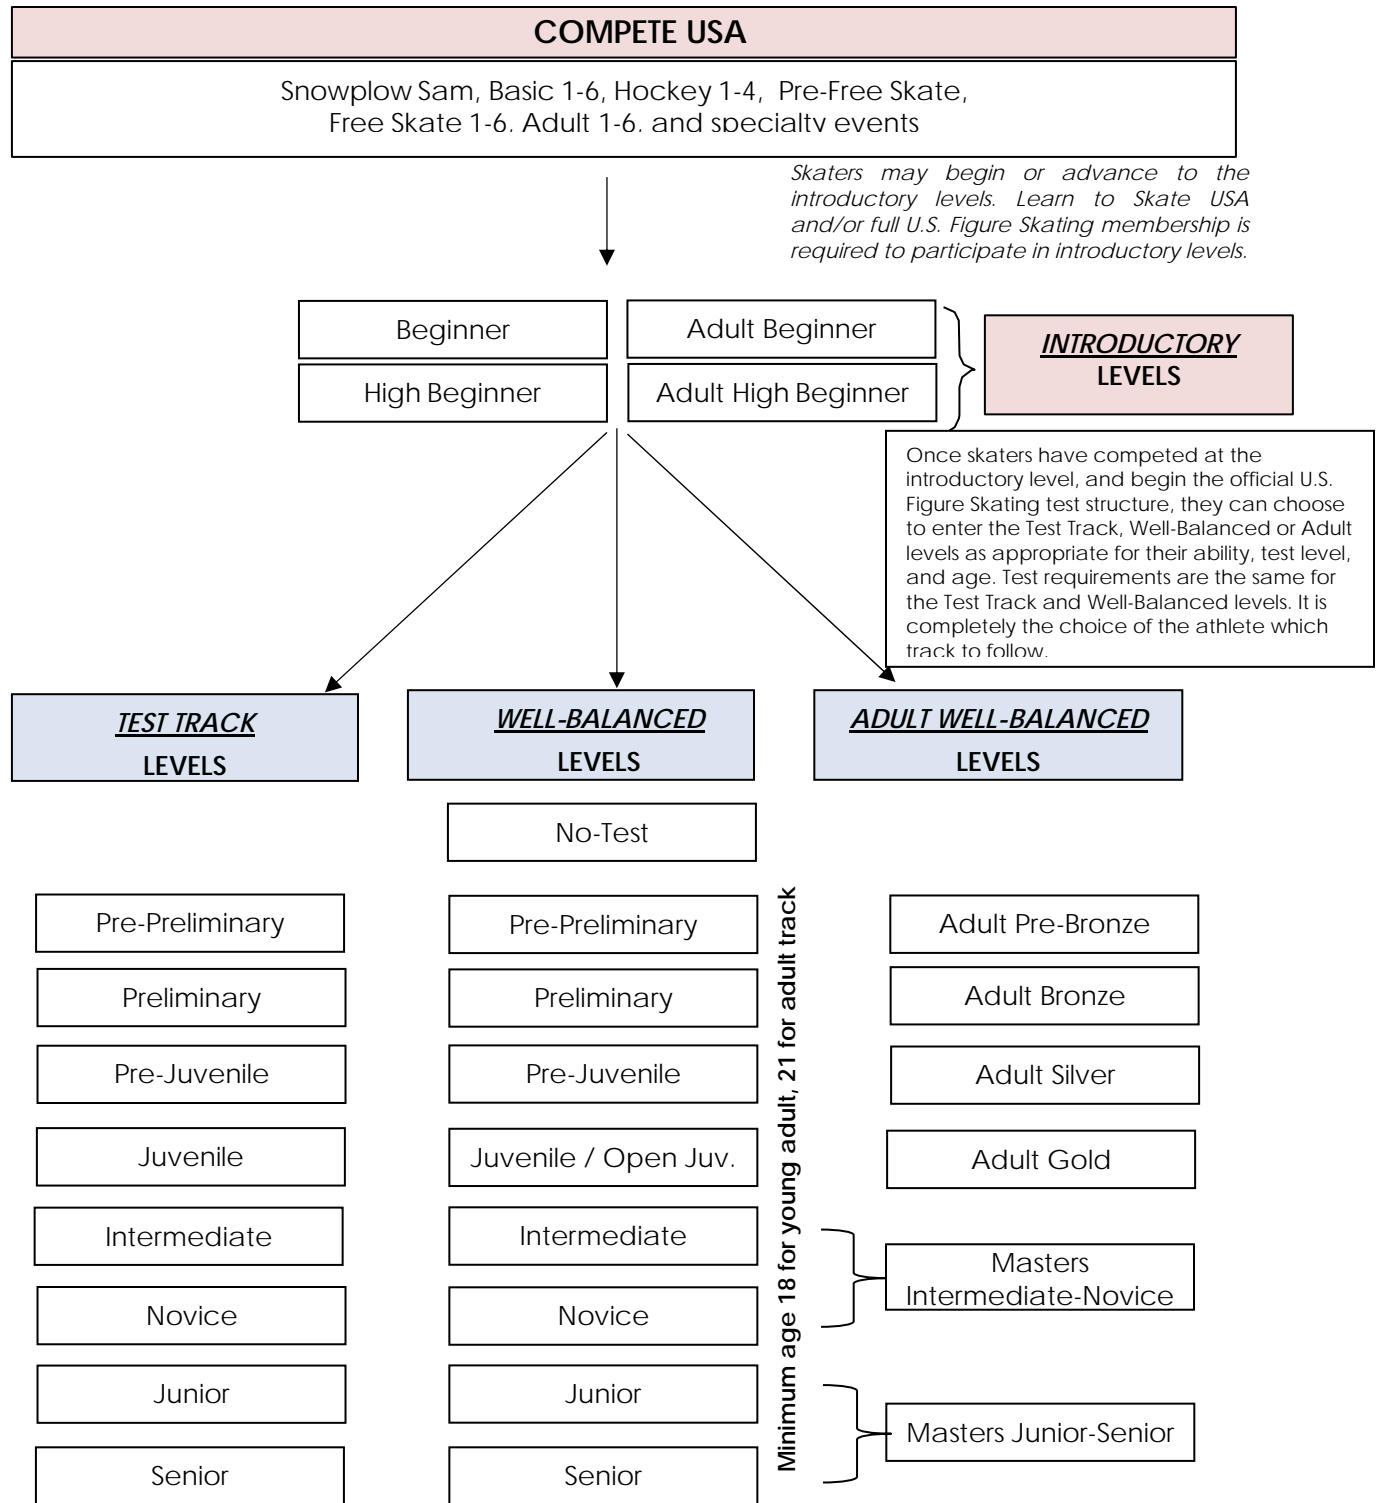 COMPETE USA
Snowplow Sam, Basic 1-6, Hockey 1-4, Pre-Free Skate,
Free Skate 1-6, Adult 1-6, and specialty events
Skaters may begin or advance to the
introductory levels. Learn to Skate USA
and/or full U.S. Figure Skating membership is
required to participate in introductory levels.
Beginner
Adult Beginner
High Beginner
Adult High Beginner
INTRODUCTORY
LEVELS
Once skaters have competed at the
introductory level, and begin the official U.S.
Figure Skating test structure, they can choose
to enter the Test Track, Well-Balanced or Adult
levels as appropriate for their ability, test level,
and age. Test requirements are the same for
the Test Track and Well-Balanced levels. It is
completely the choice of the athlete which
track to follow.
TEST TRACK
LEVELS
WELL-BALANCED
LEVELS
ADULT WELL-BALANCED
LEVELS
No-Test
Pre-Preliminary
Pre-Preliminary
Adult Pre-Bronze
Preliminary
Preliminary
Adult Bronze
Pre-Juvenile
Pre-Juvenile
Adult Silver
Juvenile
Juvenile / Open Juv.
Adult Gold
Intermediate
Intermediate
Masters
Intermediate-Novice
Novice
Novice
Junior
Junior
Masters Junior-Senior
Senior
Senior
Minimum age 18 for young adult, 21 for adult track